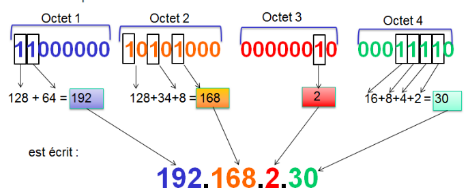 Octet 1 Octet 2 Octet 3 Octet 4
11000000 10101000 00000010 00011110
128 + 64 = 192 128+34+8 = 168 2 16+8+4+2 = 30
est écrit :
192.168.2.30